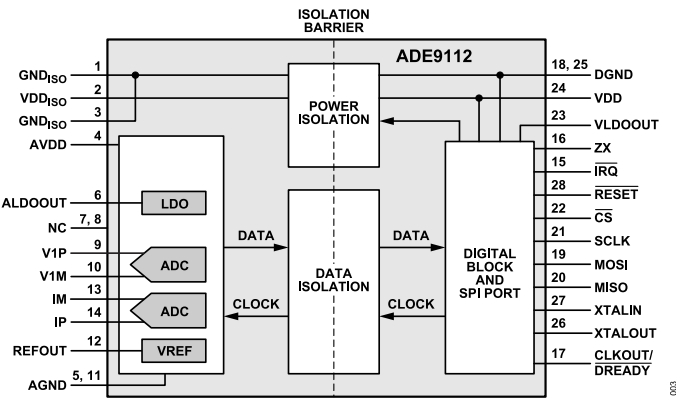 ISOLATION
BARRIER
ADE9112
1
GNDISO
2
VDDISO
3
GNDISO
4
AVDD
6
ALDOOUT
7, 8
NC
9
V1P
10
V1M
13
IM
14
IP
12
REFOUT
5, 11
AGND
LDO
ADC
ADC
VREF
DATA
CLOCK
POWER
ISOLATION
DATA
ISOLATION
DATA
CLOCK
DIGITAL
BLOCK
AND
SPI PORT
18, 25
DGND
24
VDD
23
VLDOOUT
16
ZX
15
IRQ
28
RESET
22
CS
21
SCLK
19
MOSI
20
MISO
27
XTALIN
26
XTALOUT
17
CLKOUT/
DREADY
003